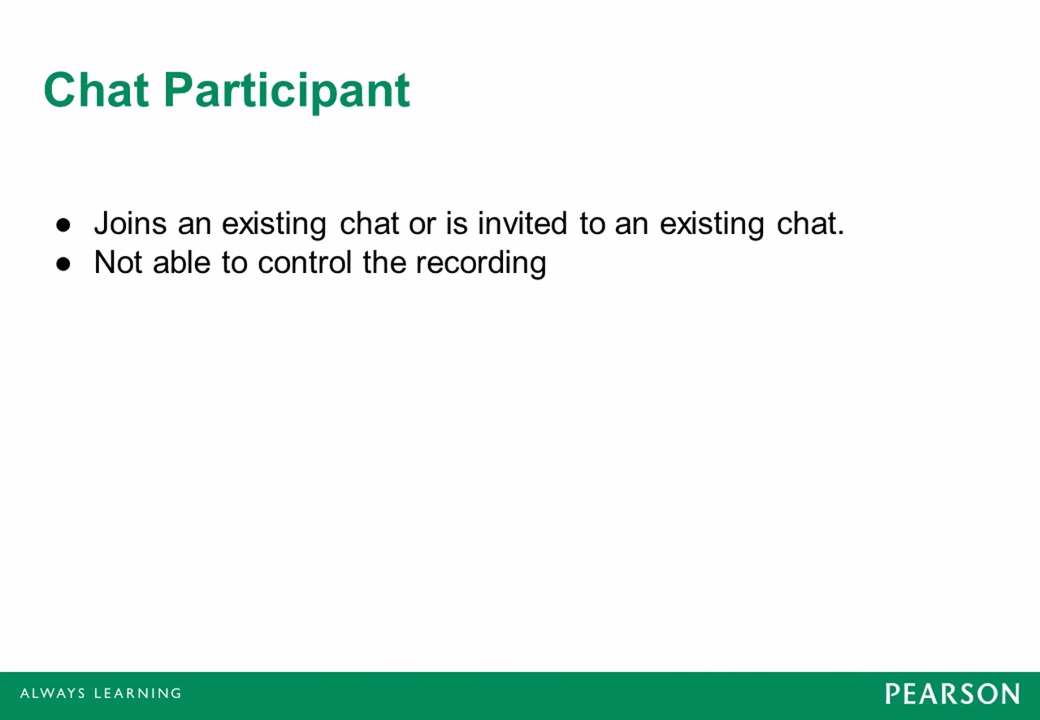 Chat Participant
● Joins an existing chat or is invited to an existing chat.
● Not able to control the recording
ALWAYS LEARNING
PEARSON